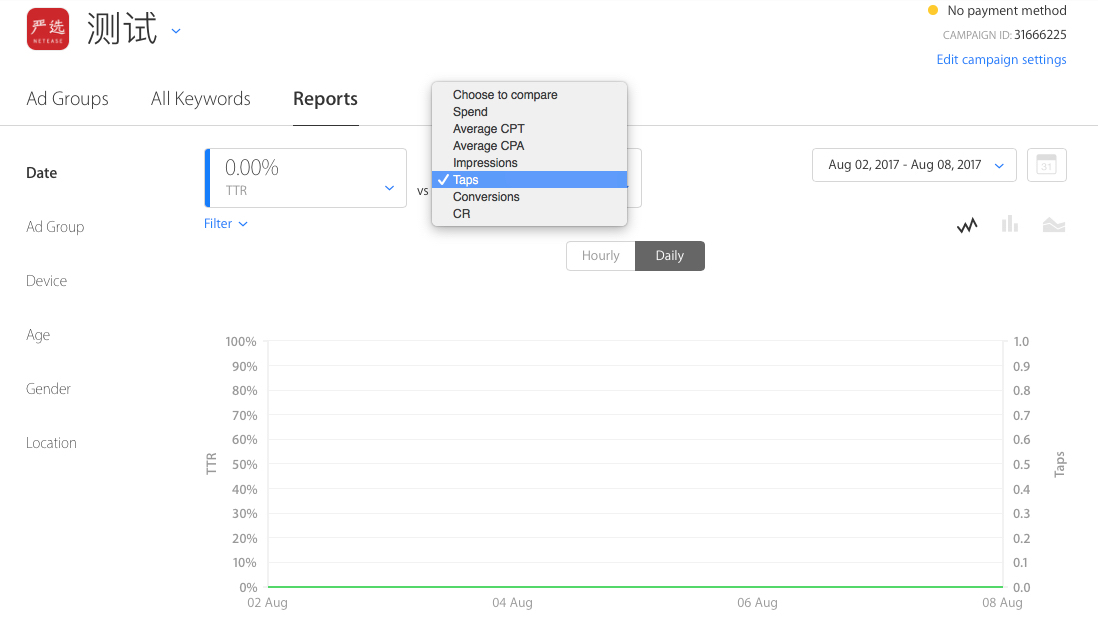 严选
NETEASE
测试
No payment method
CAMPAIGN ID: 31666225
Edit campaign settings
Ad Groups
All Keywords
Reports
Choose to compare
Spend
Average CPT
Average CPA
Impressions
✓ Taps
Conversions
CR
Date
Ad Group
Device
Age
Gender
Location
0.00%
TTR
vs
Aug 02, 2017 - Aug 08, 2017
31
Filter
Hourly
Daily
100%
90%
80%
70%
60%
50%
40%
30%
20%
10%
0%
TTR
1.0
0.9
0.8
0.7
0.6
0.5
0.4
0.3
0.2
0.1
0.0
Taps
02 Aug
04 Aug
06 Aug
08 Aug